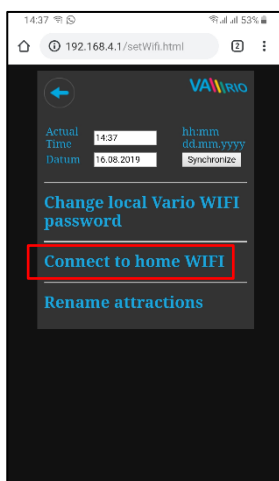 14:37
53%
192.168.4.1/setWifi.html
2
VARIO
Actual Time
14:37
hh:mm
dd.mm.yyyy
Datum
16.08.2019
Synchronize
Change local Vario WIFI
password
Connect to home WIFI
Rename attractions